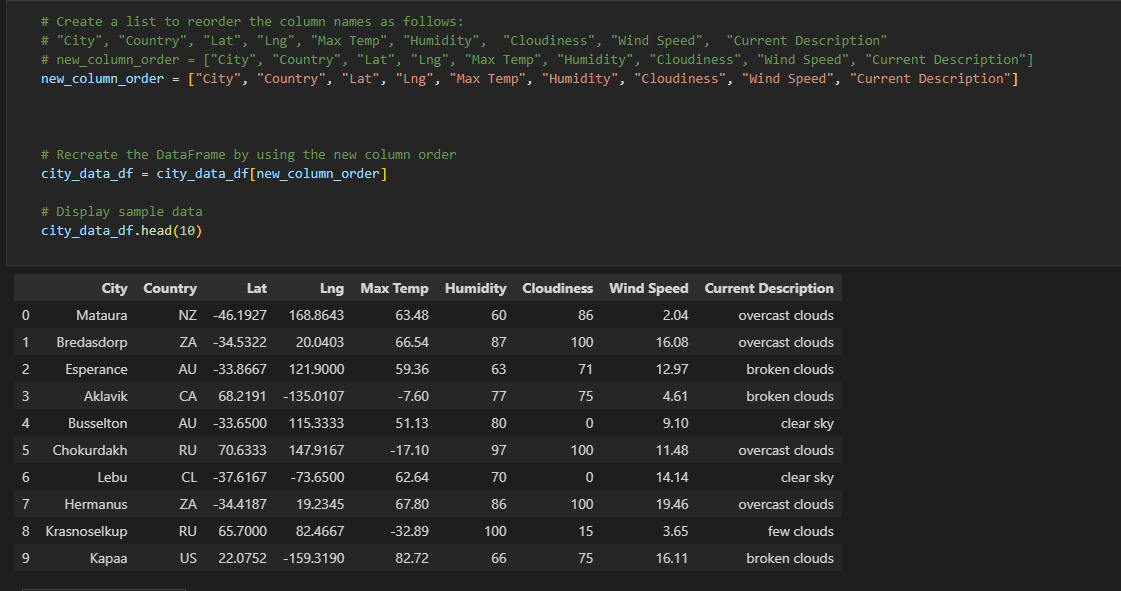 # Create a list to reorder the column names as follows:
# "City", "Country", "Lat", "Lng", "Max Temp", "Humidity",  "Cloudiness", "Wind Speed",  "Current Description"
# new_column_order = ["City", "Country", "Lat", "Lng", "Max Temp", "Humidity", "Cloudiness", "Wind Speed", "Current Description"]
new_column_order = ["City", "Country", "Lat", "Lng", "Max Temp", "Humidity", "Cloudiness", "Wind Speed", "Current Description"]
# Recreate the DataFrame by using the new column order
city_data_df = city_data_df[new_column_order]
# Display sample data
city_data_df.head(10)
City Country Lat Lng Max Temp Humidity Cloudiness Wind Speed Current Description
0 Mataura NZ -46.1927 168.8643 63.48 60 86 2.04 overcast clouds
1 Bredasdorp ZA -34.5322 20.0403 66.54 87 100 16.08 overcast clouds
2 Esperance AU -33.8667 121.9000 59.36 63 71 12.97 broken clouds
3 Aklavik CA 68.2191 -135.0107 -7.60 77 75 4.61 broken clouds
4 Busselton AU -33.6500 115.3333 51.13 80 0 9.10 clear sky
5 Chokurdakh RU 70.6333 147.9167 -17.10 97 100 11.48 overcast clouds
6 Lebu CL -37.6167 -73.6500 62.64 70 0 14.14 clear sky
7 Hermanus ZA -34.4187 19.2345 67.80 86 100 19.46 overcast clouds
8 Krasnoselkup RU 65.7000 82.4667 -32.89 100 15 3.65 few clouds
9 Kapaa US 22.0752 -159.3190 82.72 66 75 16.11 broken clouds